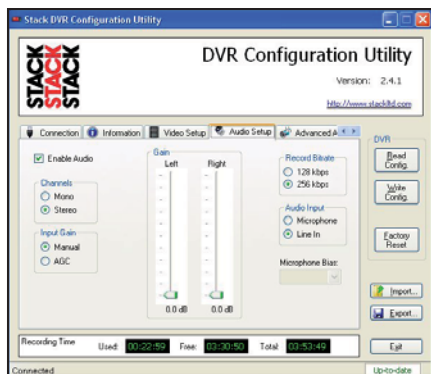 Stack DVR Configuration Utility
STACK STACK STACK
DVR Configuration Utility
Version: 2.4.1
http://www.stackltd.com
Connection Information Video Setup Audio Setup Advanced A
Enable Audio
Channels
Mono
Stereo
Input Gain
Manual
AGC
Gain
Left Right
0.0 dB 0.0 dB
Record Bitrate
128 kbps
256 kbps
Audio Input
Microphone
Line In
Microphone Bias:
DVR
Read Config.
Write Config.
Factory Reset
Import...
Export...
Exit
Recording Time Used: 00:22:59 Free: 03:30:50 Total: 03:53:49
Connected Up-to-date